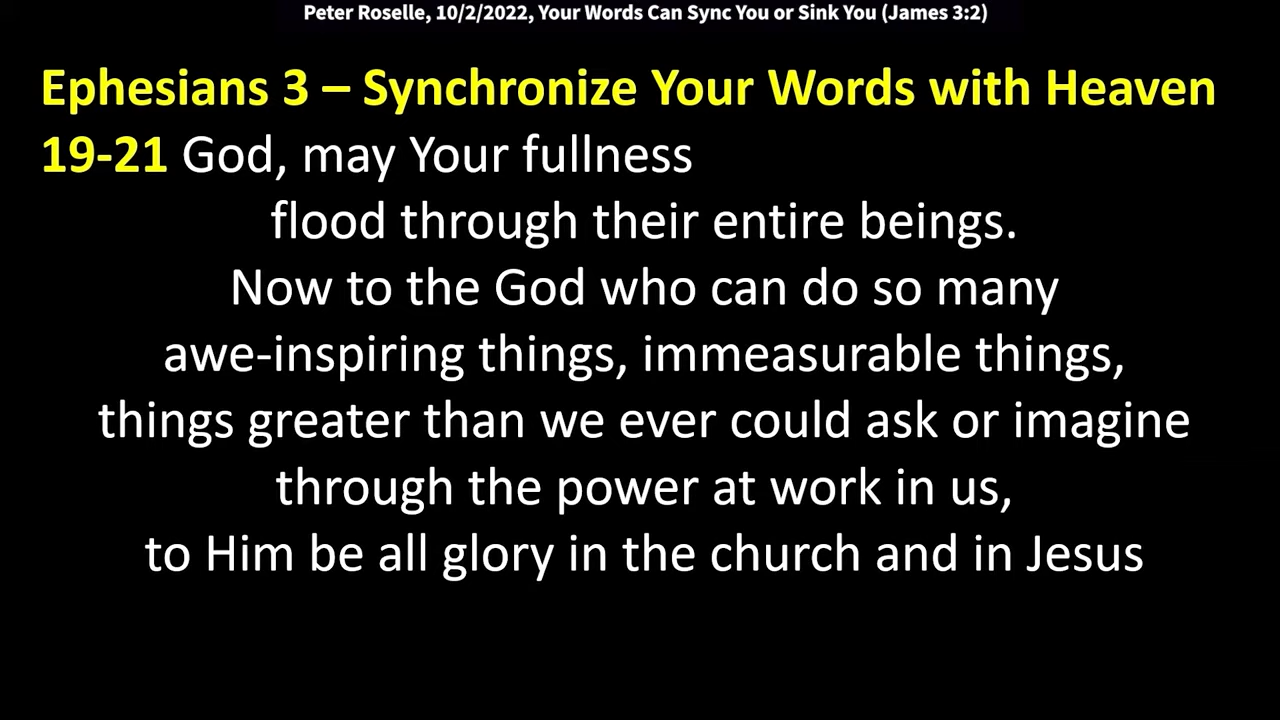 Peter Roselle, 10/2/2022, Your Words Can Sync You or Sink You (James 3:2)
Ephesians 3 – Synchronize Your Words with Heaven
19-21 God, may Your fullness
flood through their entire beings.
Now to the God who can do so many
awe-inspiring things, immeasurable things,
things greater than we ever could ask or imagine
through the power at work in us,
to Him be all glory in the church and in Jesus